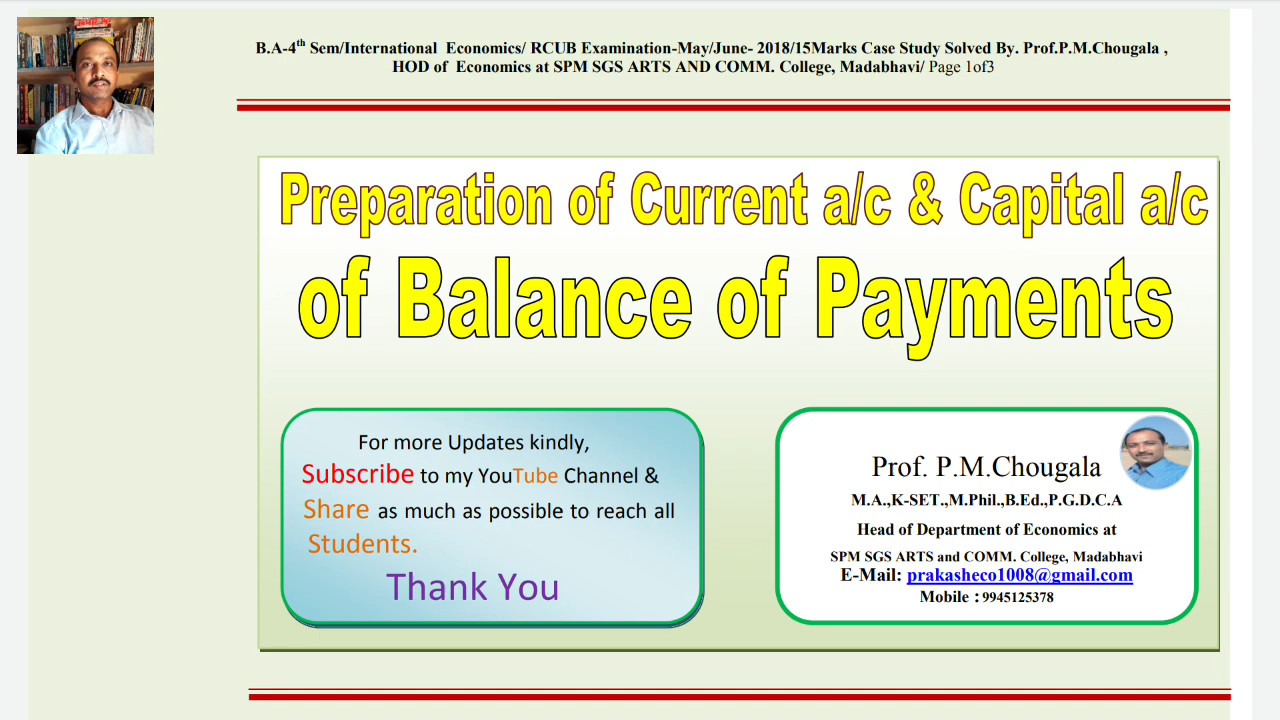 B.A-4th Sem/International Economics/ RCUB Examination-May/June- 2018/15Marks Case Study Solved By. Prof.P.M.Chougala ,
HOD of Economics at SPM SGS ARTS AND COMM. College, Madabhavi/ Page 1of3
Preparation of Current a/c & Capital a/c
of Balance of Payments
For more Updates kindly,
Subscribe to my YouTube Channel &
Share as much as possible to reach all
Students.
Thank You
Prof. P.M.Chougala
M.A.,K-SET.,M.Phil.,B.Ed.,P.G.D.C.A
Head of Department of Economics at
SPM SGS ARTS and COMM. College, Madabhavi
E-Mail: prakasheco1008@gmail.com
Mobile : 9945125378